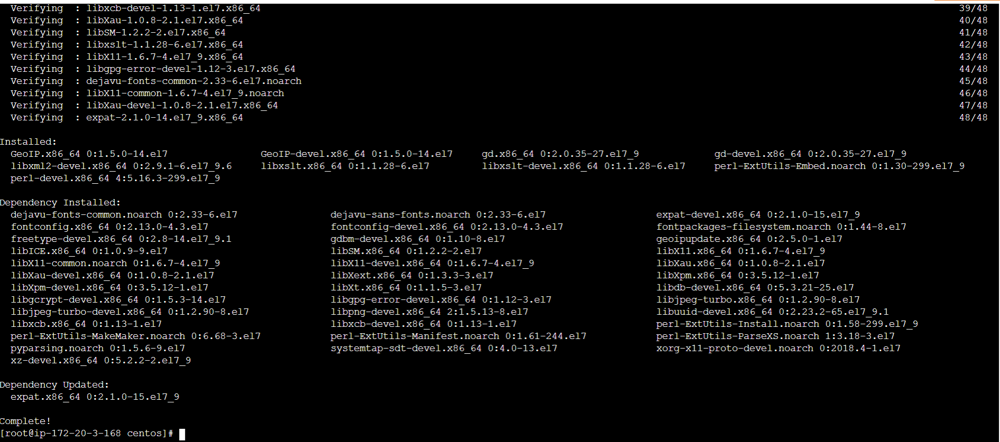 Verifying  : libxcb-devel-1.13-1.el7.x86_64 39/48
Verifying  : libXau-1.0.8-2.1.el7.x86_64 40/48
Verifying  : libSM-1.2.2-2.el7.x86_64 41/48
Verifying  : libxslt-1.1.28-6.el7.x86_64 42/48
Verifying  : libX11-1.6.7-4.el7_9.x86_64 43/48
Verifying  : libgpg-error-devel-1.12-3.el7.x86_64 44/48
Verifying  : dejavu-fonts-common-2.33-6.el7.noarch 45/48
Verifying  : libX11-common-1.6.7-4.el7_9.noarch 46/48
Verifying  : libXau-devel-1.0.8-2.1.el7.x86_64 47/48
Verifying  : expat-2.1.0-14.el7_9.x86_64 48/48
Installed:
GeoIP.x86_64 0:1.5.0-14.el7 GeoIP-devel.x86_64 0:1.5.0-14.el7 gd.x86_64 0:2.0.35-27.el7_9 gd-devel.x86_64 0:2.0.35-27.el7_9
libxml2-devel.x86_64 0:2.9.1-6.el7_9.6 libxslt.x86_64 0:1.1.28-6.el7 libxslt-devel.x86_64 0:1.1.28-6.el7 perl-ExtUtils-Embed.noarch 0:1.30-299.el7_9
perl-devel.x86_64 4:5.16.3-299.el7_9
Dependency Installed:
dejavu-fonts-common.noarch 0:2.33-6.el7 dejavu-sans-fonts.noarch 0:2.33-6.el7 expat-devel.x86_64 0:2.1.0-15.el7_9
fontconfig.x86_64 0:2.13.0-4.3.el7 fontconfig-devel.x86_64 0:2.13.0-4.3.el7 fontpackages-filesystem.noarch 0:1.44-8.el7
freetype-devel.x86_64 0:2.8-14.el7_9.1 gdbm-devel.x86_64 0:1.10-8.el7 geoipupdate.x86_64 0:2.5.0-1.el7
libICE.x86_64 0:1.0.9-9.el7 libSM.x86_64 0:1.2.2-2.el7 libX11.x86_64 0:1.6.7-4.el7_9
libX11-common.noarch 0:1.6.7-4.el7_9 libX11-devel.x86_64 0:1.6.7-4.el7_9 libXau.x86_64 0:1.0.8-2.1.el7
libXau-devel.x86_64 0:1.0.8-2.1.el7 libXext.x86_64 0:1.3.3-3.el7 libXpm.x86_64 0:3.5.12-1.el7
libXpm-devel.x86_64 0:3.5.12-1.el7 libXt.x86_64 0:1.1.5-3.el7 libdb-devel.x86_64 0:5.3.21-25.el7
libgcrypt-devel.x86_64 0:1.5.3-14.el7 libgpg-error-devel.x86_64 0:1.12-3.el7 libjpeg-turbo.x86_64 0:1.2.90-8.el7
libjpeg-turbo-devel.x86_64 0:1.2.90-8.el7 libpng-devel.x86_64 2:1.5.13-8.el7 libuuid-devel.x86_64 0:2.23.2-65.el7_9.1
libxcb.x86_64 0:1.13-1.el7 libxcb-devel.x86_64 0:1.13-1.el7 perl-ExtUtils-Install.noarch 0:1.58-299.el7_9
perl-ExtUtils-MakeMaker.noarch 0:6.68-3.el7 perl-ExtUtils-Manifest.noarch 0:1.61-244.el7 perl-ExtUtils-ParseXS.noarch 1:3.18-3.el7
pyparsing.noarch 0:1.5.6-9.el7 systemtap-sdt-devel.x86_64 0:4.0-13.el7 xorg-x11-proto-devel.noarch 0:2018.4-1.el7
xz-devel.x86_64 0:5.2.2-2.el7_9
Dependency Updated:
expat.x86_64 0:2.1.0-15.el7_9
Complete!
[root@ip-172-20-3-168 centos]#